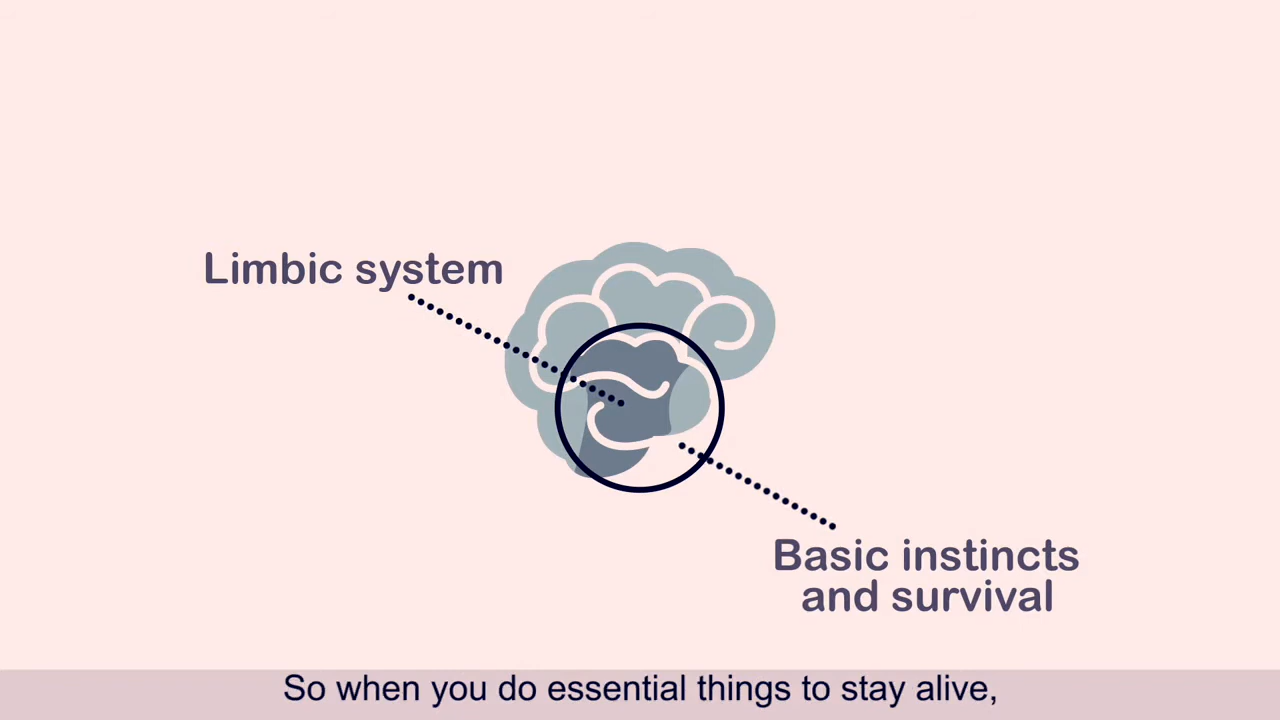 Limbic system
Basic instincts
and survival
So when you do essential things to stay alive,